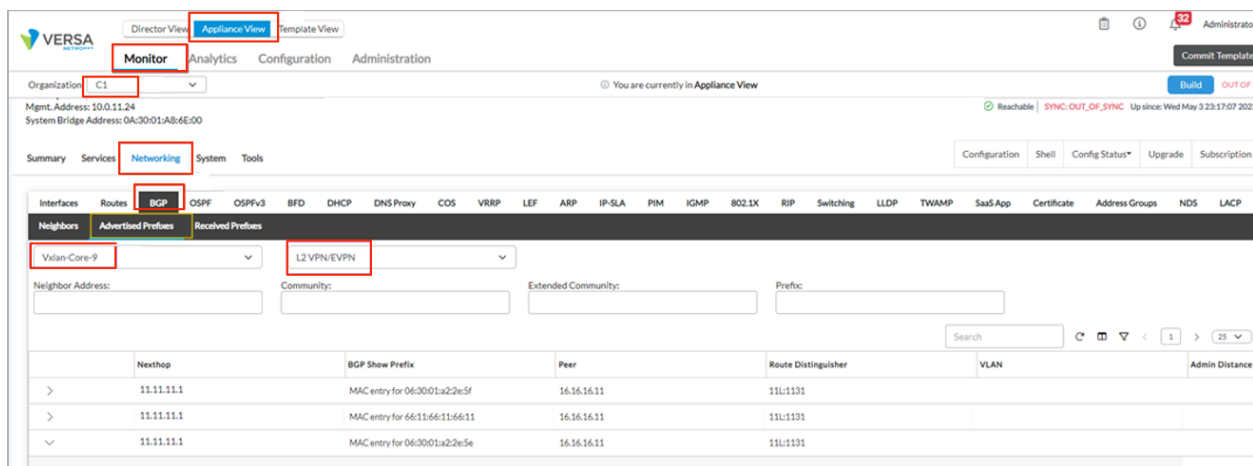 Director View Appliance View Template View 32 Administrato
VERSA
NETWORKS
Monitor Analytics Configuration Administration Commit Template
Organization C1 You are currently in Appliance View Build OUT OF
Mgmt. Address: 10.0.11.24 Reachable SYNC: OUT_OF_SYNC Up since: Wed May 3 23:17:07 202
System Bridge Address: 0A:30:01:A8:6E:00
Summary Services Networking System Tools Configuration Shell Config Status Upgrade Subscription
Interfaces Routes BGP OSPF OSPFv3 BFD DHCP DNS Proxy COS VRRP LEF ARP IP-SLA PIM IGMP 802.1X RIP Switching LLDP TWAMP SaaS App Certificate Address Groups NDS LACP
Neighbors Advertised Prefixes Received Prefixes
Vxlan-Core-9 L2 VPN/EVPN
Neighbor Address: Community: Extended Community: Prefix:
Search 1 25
Nexthop BGP Show Prefix Peer Route Distinguisher VLAN Admin Distance
11.11.11.1 MAC entry for 06:30:01:a2:2e:5f 16.16.16.11 11L:1131
11.11.11.1 MAC entry for 66:11:66:11:66:11 16.16.16.11 11L:1131
11.11.11.1 MAC entry for 06:30:01:a2:2e:5e 16.16.16.11 11L:1131